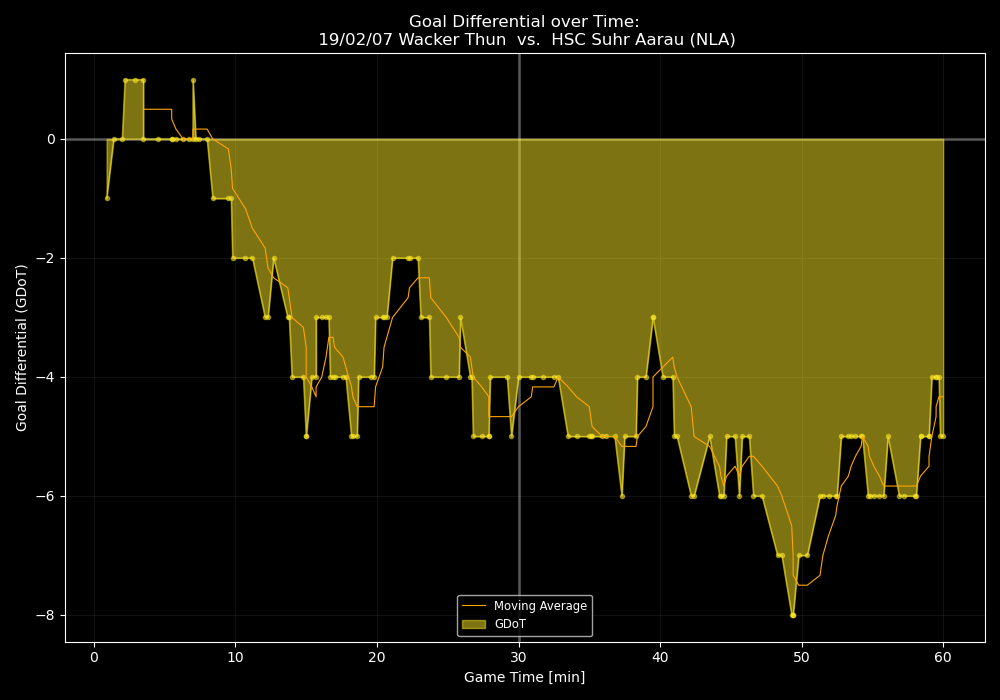 Goal Differential over Time:
19/02/07 Wacker Thun  vs.  HSC Suhr Aarau (NLA)
Goal Differential (GDoT)
0
−2
−4
−6
−8
Moving Average
GDoT
0 10 20 30 40 50 60
Game Time [min]